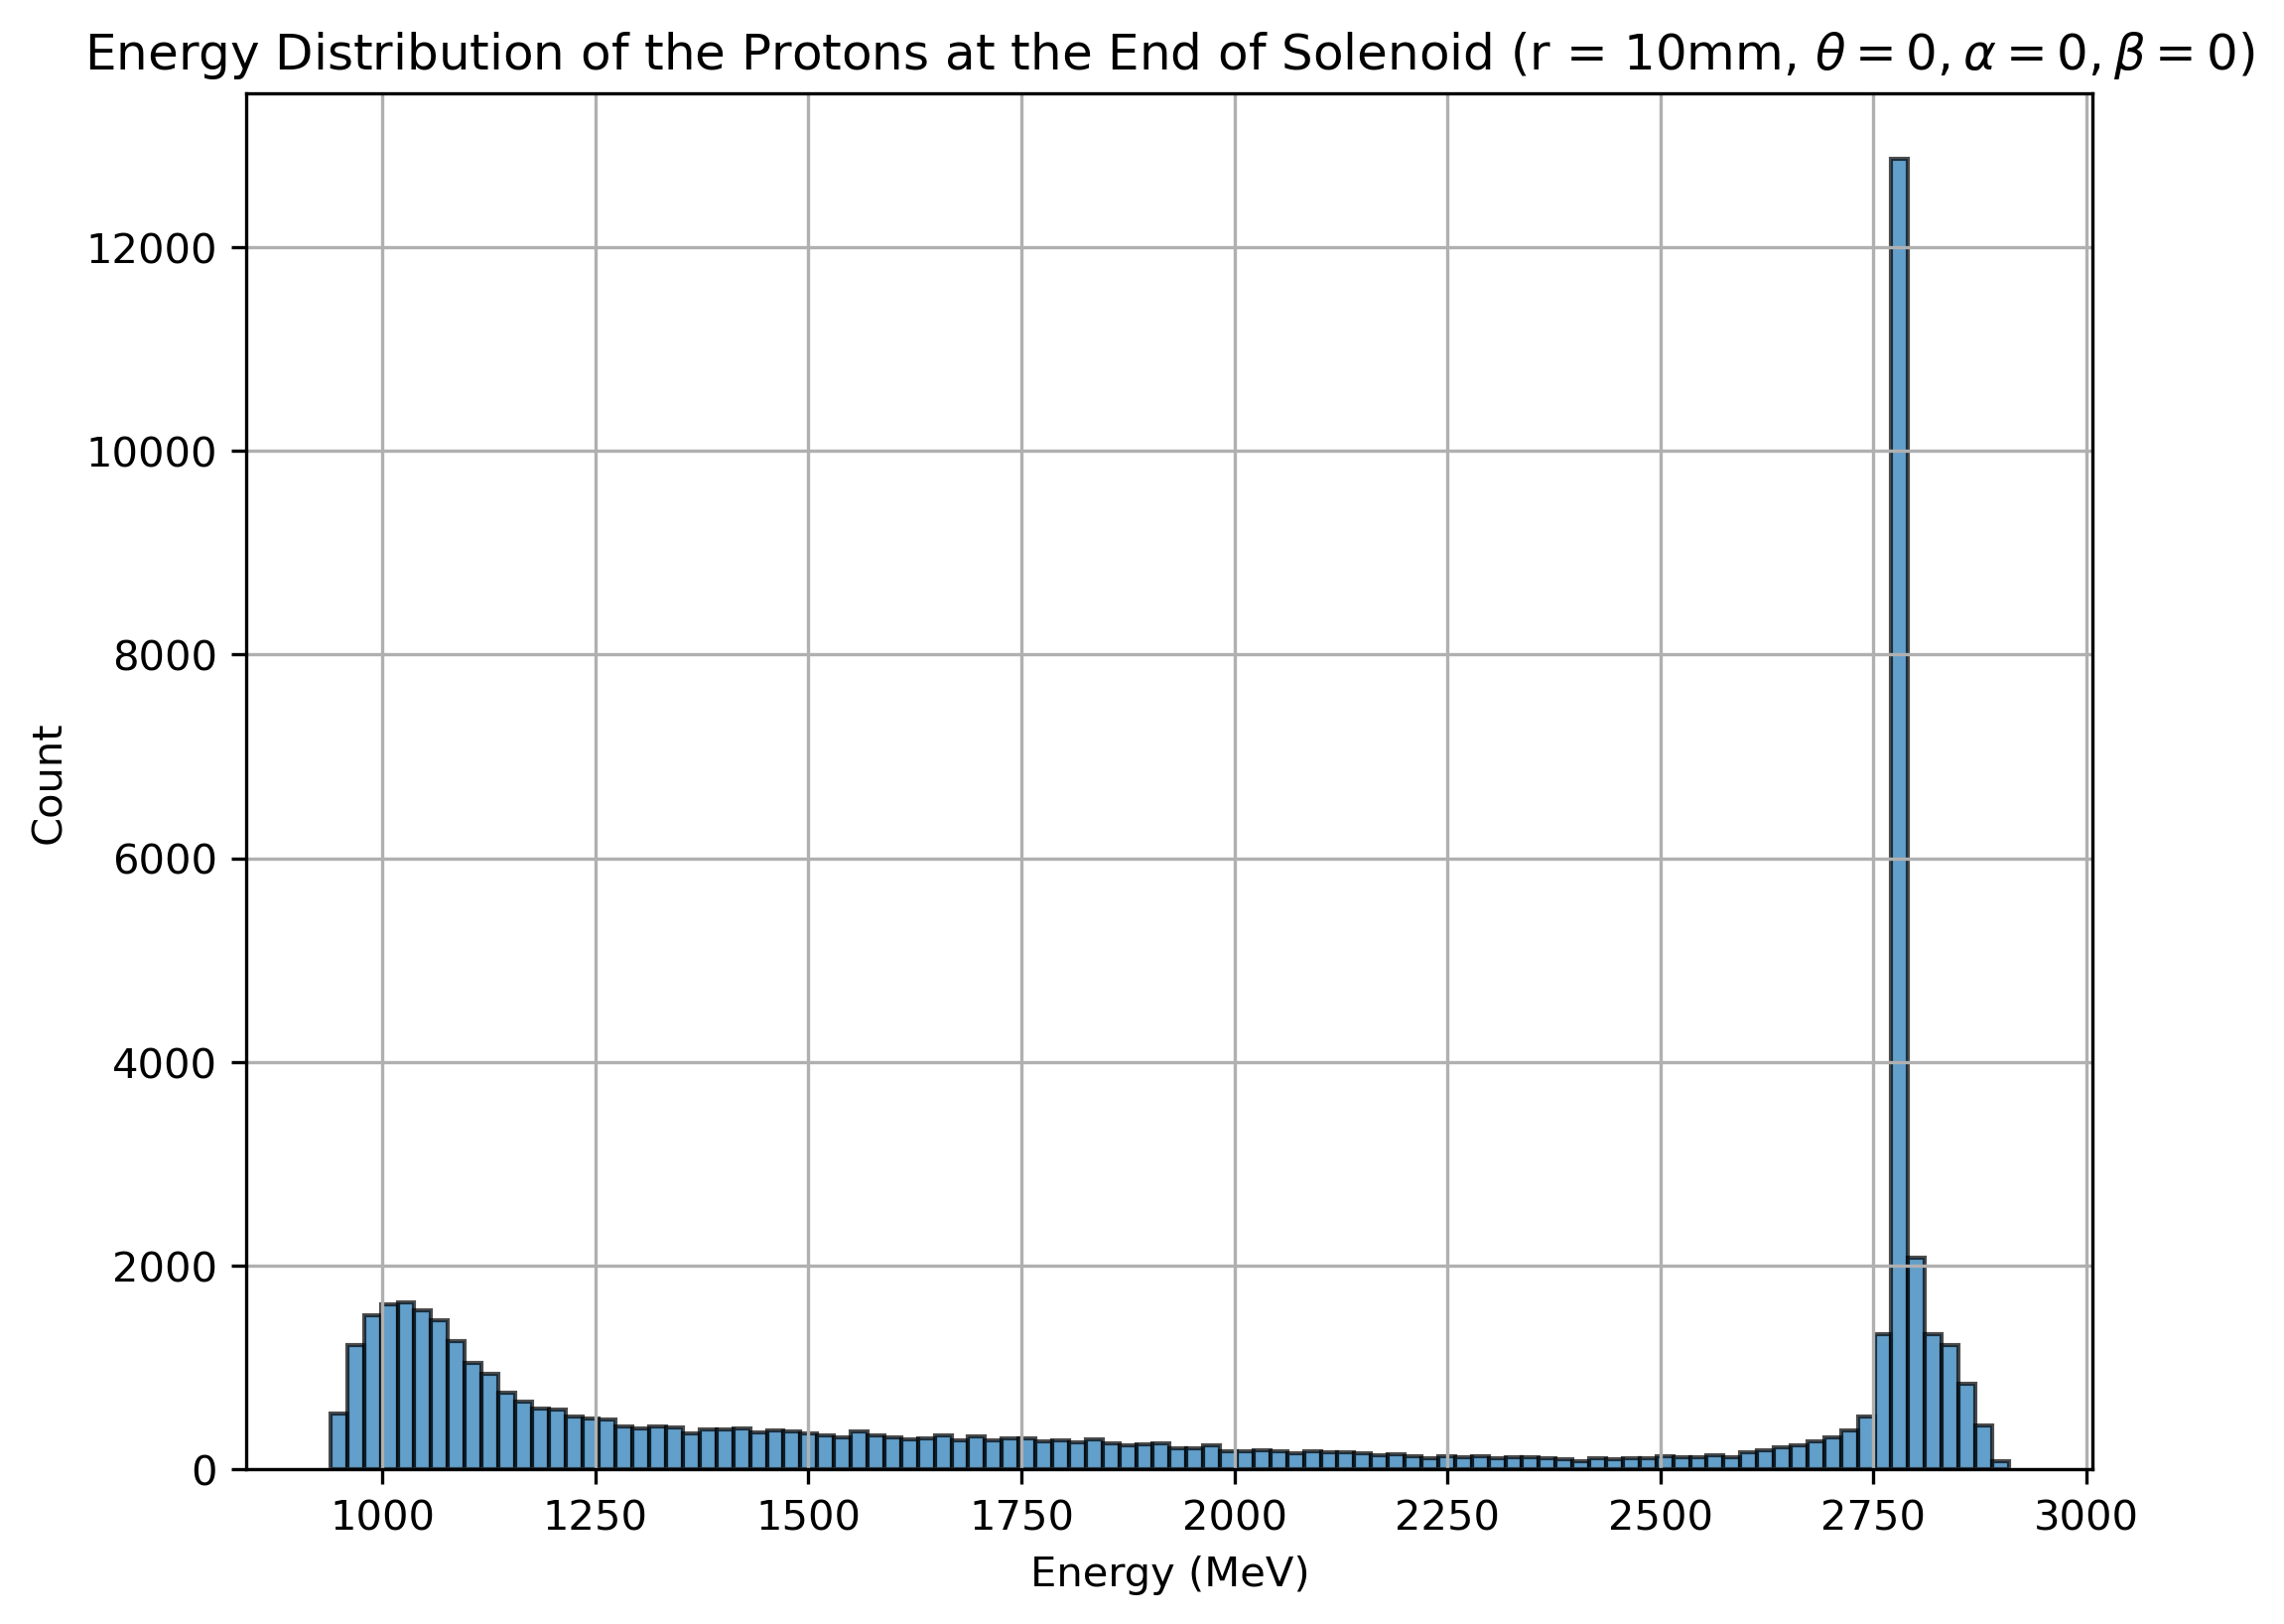 Energy Distribution of the Protons at the End of Solenoid (r = 10mm, θ = 0, α = 0, β = 0)
12000
10000
8000
6000
4000
2000
0
Count
1000 1250 1500 1750 2000 2250 2500 2750 3000
Energy (MeV)